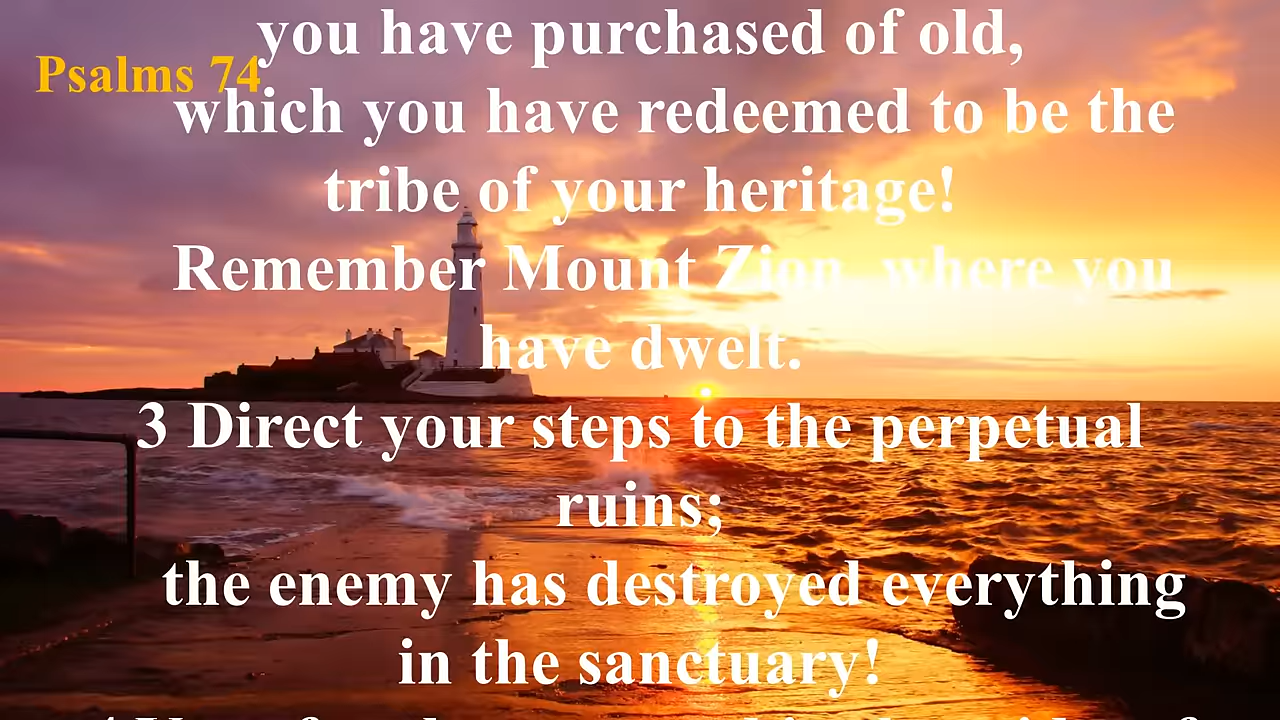 you have purchased of old,
Psalms 74
which you have redeemed to be the
tribe of your heritage!
Remember Mount Zion, where you
have dwelt.
3 Direct your steps to the perpetual
ruins;
the enemy has destroyed everything
in the sanctuary!